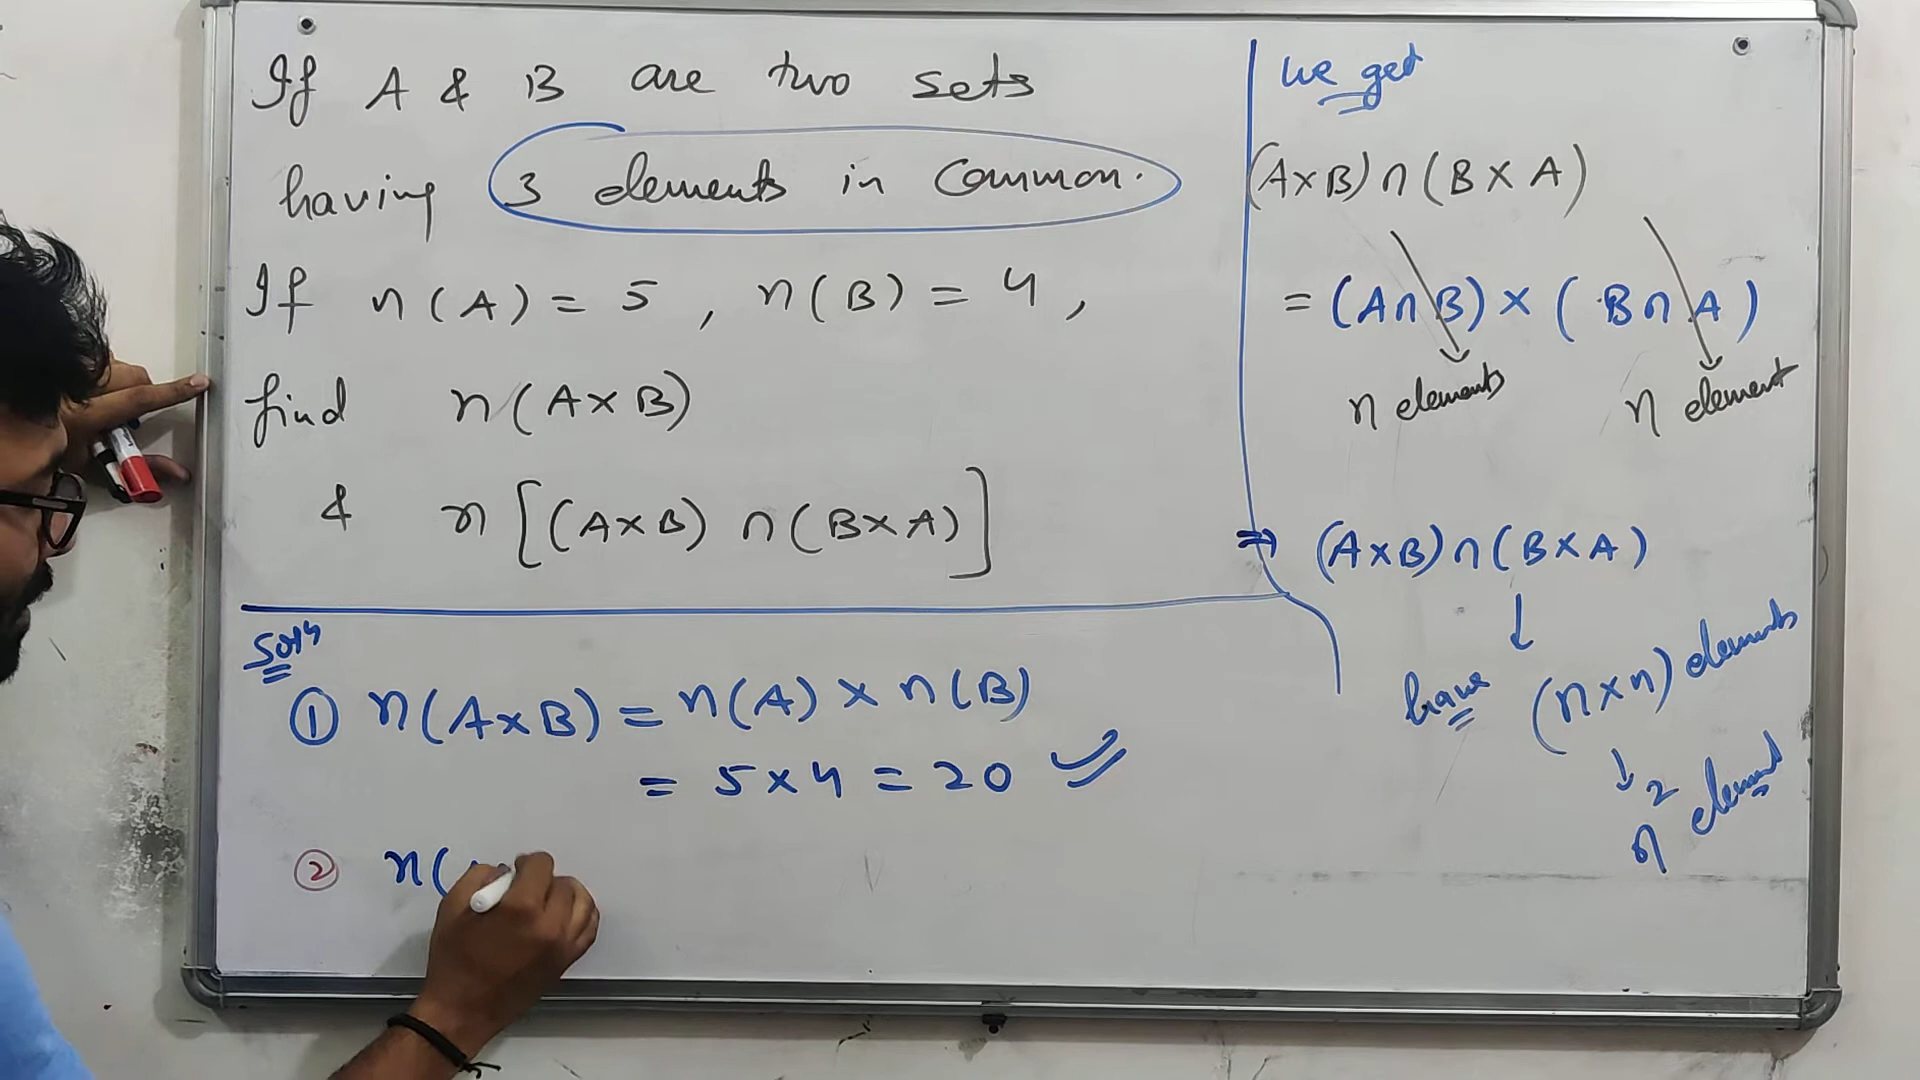 If A & B are two sets
having 3 elements in Common.
If n(A) = 5, n(B) = 4,
find n(A×B)
& n[(A×B) ∩ (B×A)]
Soln
① n(A×B) = n(A) × n(B)
= 5×4 = 20
② n(
we get
(A×B)∩(B×A)
= (A∩B)×(B∩A)
n elements n element
⇒ (A×B)∩(B×A)
↓
have (n×n) elements
↓
n² element